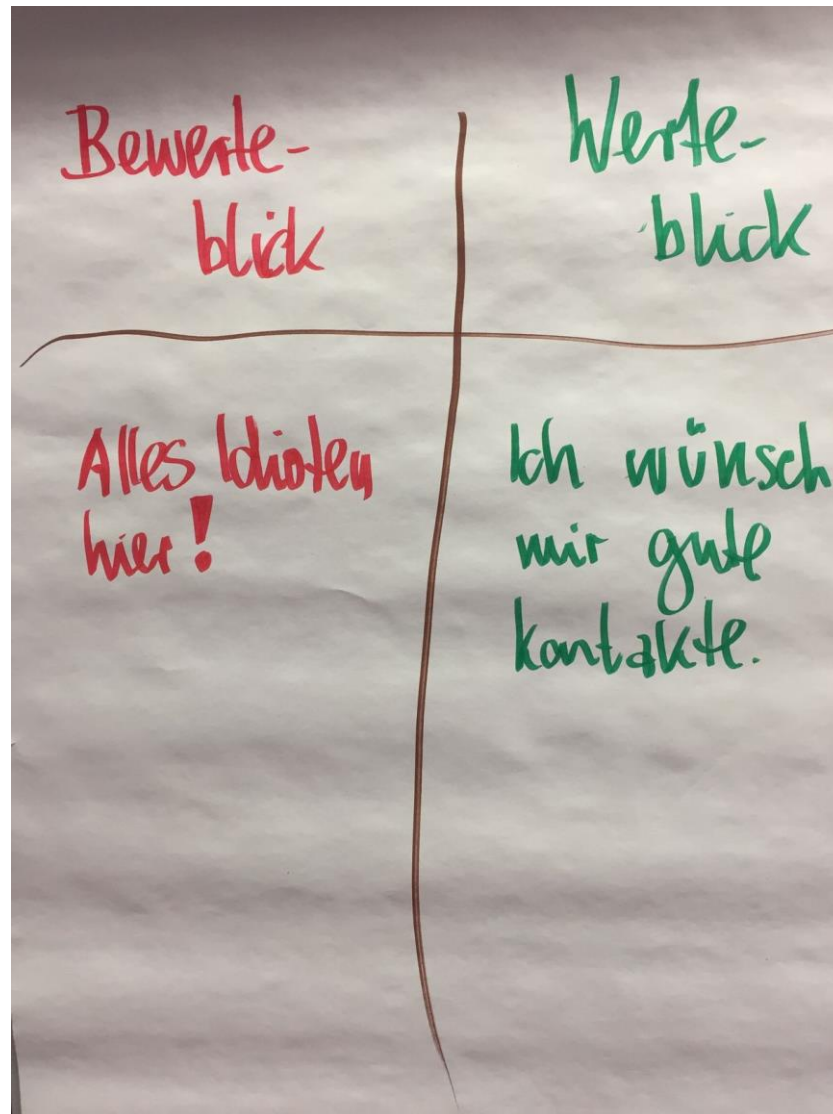 Bewerte-
blick
Werte-
blick
Alles Idioten
hier!
Ich wünsch
mir gute
kontakte.